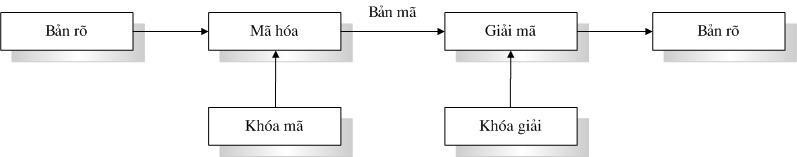 Bản mã
Bản rõ
Mã hóa
Giải mã
Bản rõ
Khóa mã
Khóa giải